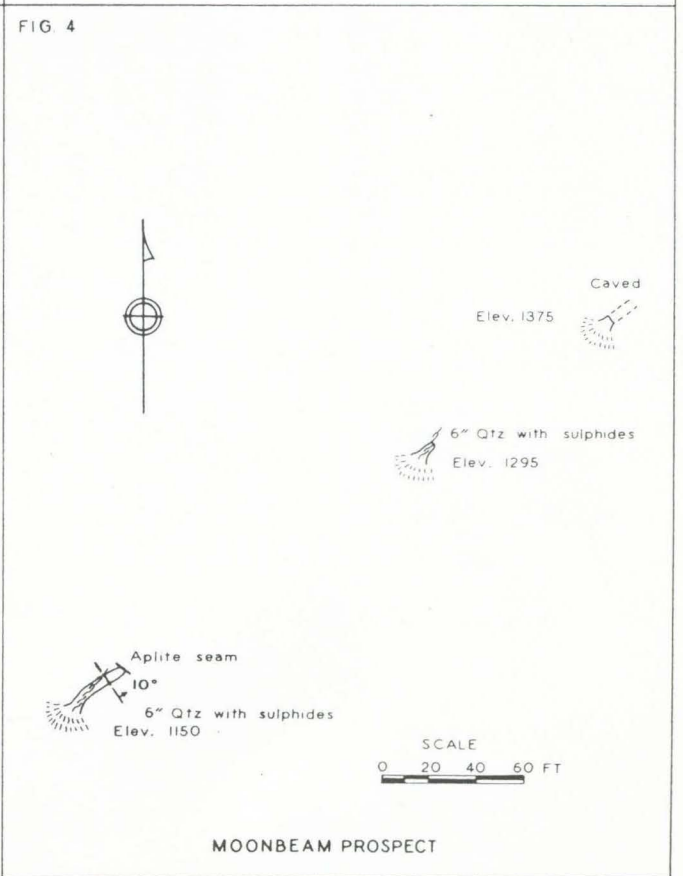 FIG. 4
Caved
Elev. 1375
6" Qtz with sulphides
Elev. 1295
Aplite seam
10°
6" Qtz with sulphides
Elev. 1150
SCALE
0 20 40 60 FT
MOONBEAM PROSPECT